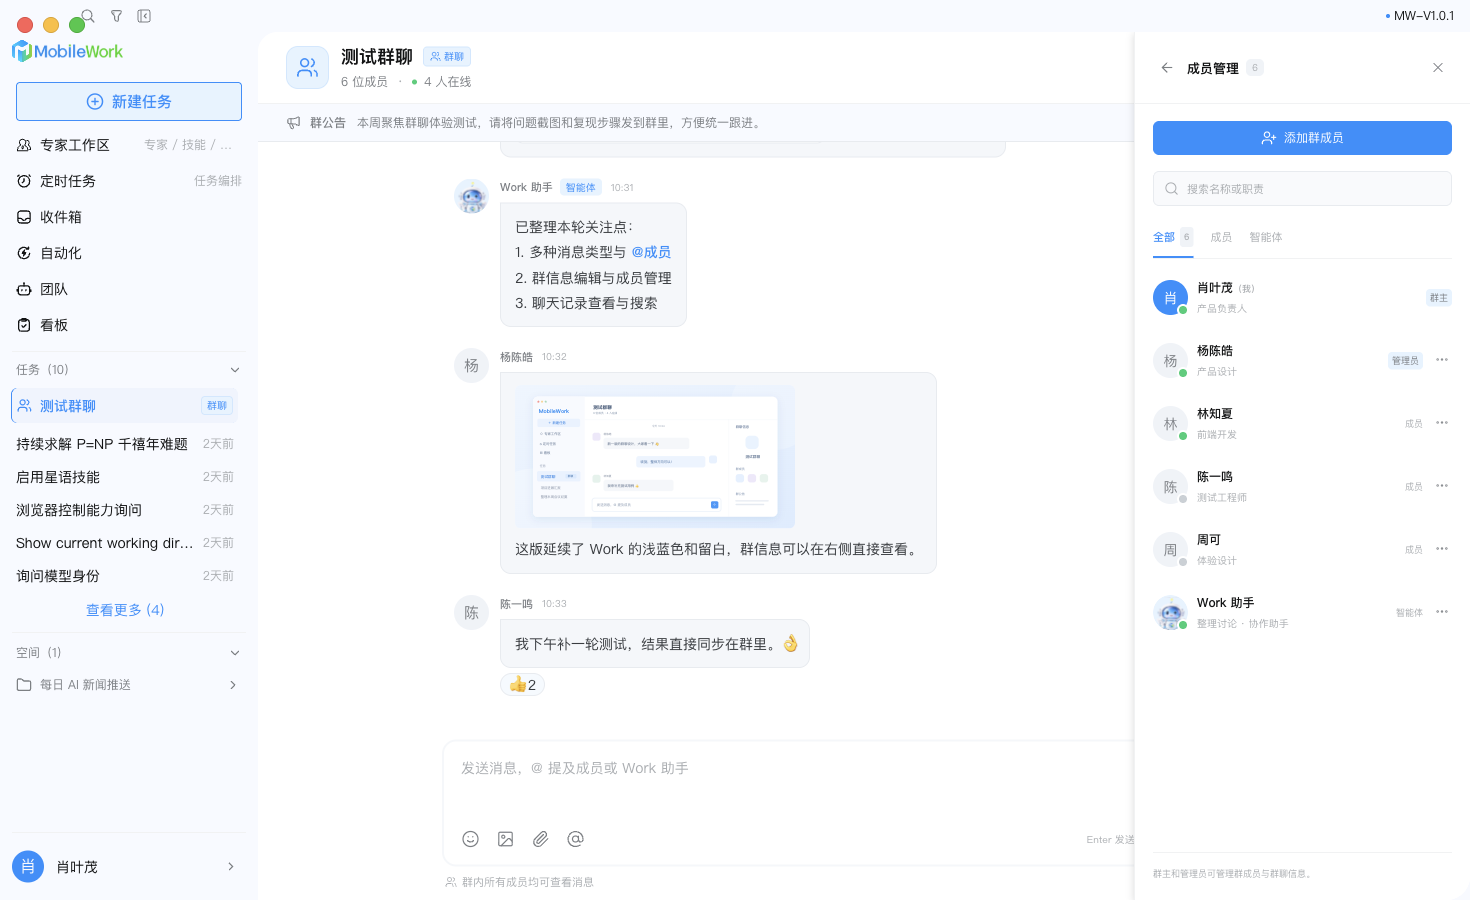 MW-V1.0.1
MobileWork
新建任务
专家工作区 专家 / 技能 / ...
定时任务 任务编排
收件箱
自动化
团队
看板
任务 (10)
测试群聊 群聊
持续求解 P=NP 千禧年难题 2天前
启用星语技能 2天前
浏览器控制能力询问 2天前
Show current working dir... 2天前
询问模型身份 2天前
查看更多 (4)
空间 (1)
每日 AI 新闻推送
肖 肖叶茂
测试群聊 群聊
6 位成员 · 4 人在线
群公告 本周聚焦群聊体验测试，请将问题截图和复现步骤发到群里，方便统一跟进。
Work 助手 智能体 10:31
已整理本轮关注点：
1. 多种消息类型与 @成员
2. 群信息编辑与成员管理
3. 聊天记录查看与搜索
杨 杨陈皓 10:32
MobileWork
测试群聊
这版延续了 Work 的浅蓝色和留白，群信息可以在右侧直接查看。
陈 陈一鸣 10:33
我下午补一轮测试，结果直接同步在群里。👌
👍2
发送消息，@ 提及成员或 Work 助手
Enter 发送
群内所有成员均可查看消息
成员管理 6
添加群成员
搜索名称或职责
全部 6 成员 智能体
肖 肖叶茂 (我) 群主
产品负责人
杨 杨陈皓 管理员
产品设计
林 林知夏 成员
前端开发
陈 陈一鸣 成员
测试工程师
周 周可 成员
体验设计
Work 助手 智能体
整理讨论 · 协作助手
群主和管理员可管理群成员与群聊信息。